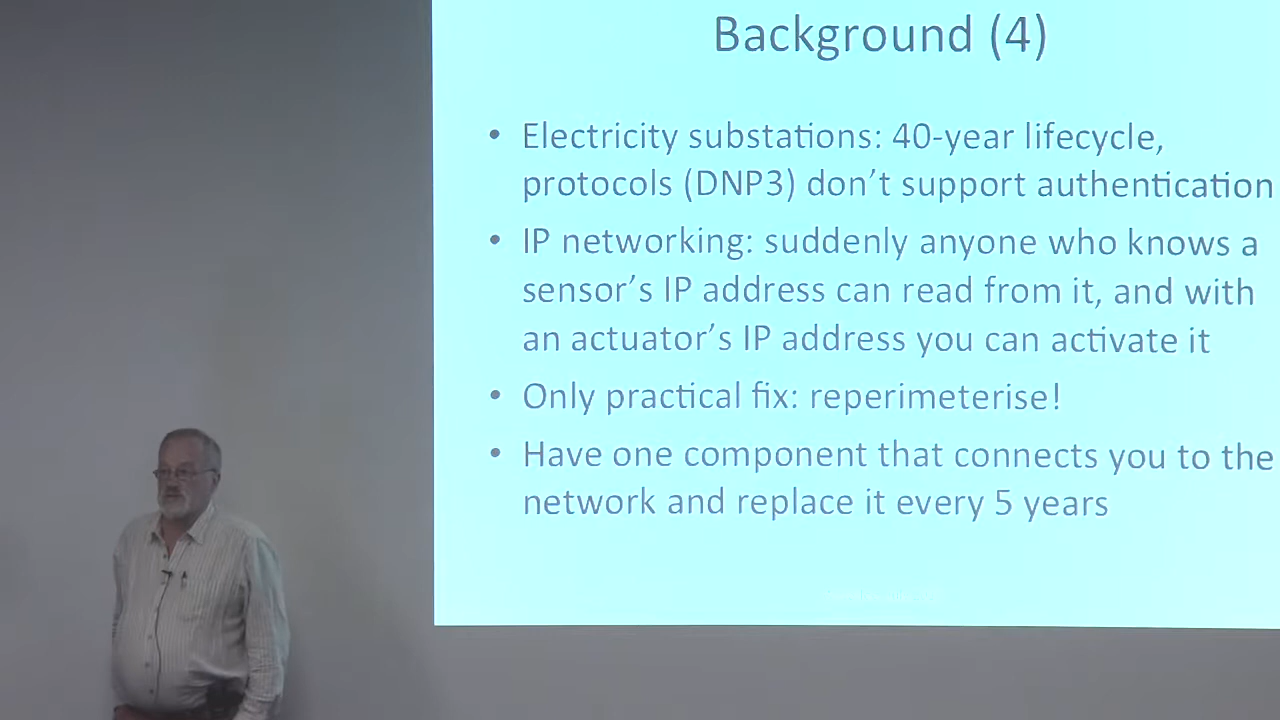 Background (4)
• Electricity substations: 40-year lifecycle,
protocols (DNP3) don’t support authentication
• IP networking: suddenly anyone who knows a
sensor’s IP address can read from it, and with
an actuator’s IP address you can activate it
• Only practical fix: reperimeterise!
• Have one component that connects you to the
network and replace it every 5 years